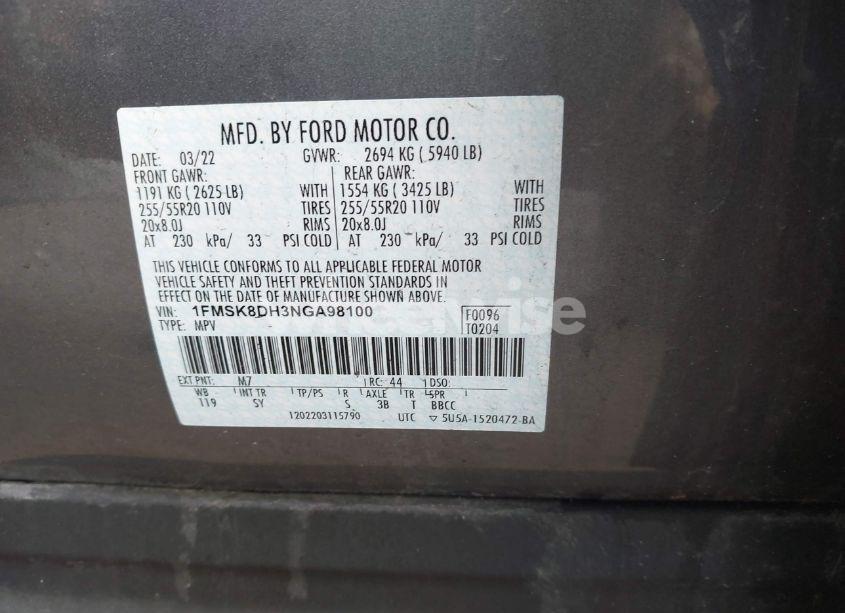 MFD. BY FORD MOTOR CO.
DATE: 03/22 GVWR: 2694 KG ( 5940 LB)
FRONT GAWR: REAR GAWR:
1191 KG ( 2625 LB) WITH 1554 KG ( 3425 LB) WITH
255/55R20 110V TIRES 255/55R20 110V TIRES
20x8.0J RIMS 20x8.0J RIMS
AT 230 kPa/ 33 PSI COLD AT 230 kPa/ 33 PSI COLD
THIS VEHICLE CONFORMS TO ALL APPLICABLE FEDERAL MOTOR
VEHICLE SAFETY AND THEFT PREVENTION STANDARDS IN
EFFECT ON THE DATE OF MANUFACTURE SHOWN ABOVE.
VIN: 1FMSK8DH3NGA98100 F0096
TYPE: MPV T0204
EXT PNT: M7 RC: 44 DSO:
WB INT TR TP/PS R AXLE TR SPR
119 SY S 3B T BBCC
1202203115790 UTC ▽ 5U5A-1520472-BA